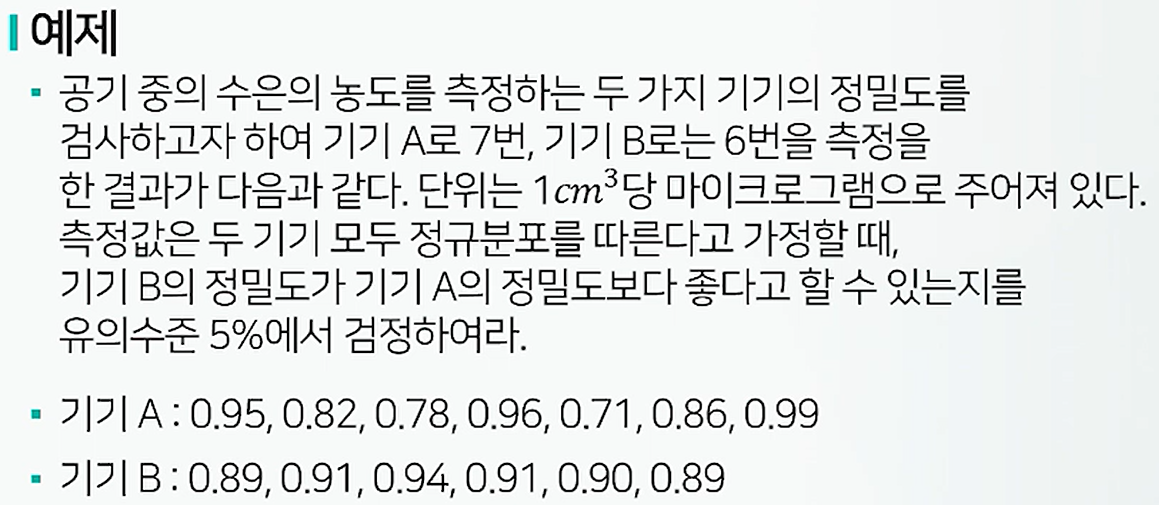 예제
공기 중의 수은의 농도를 측정하는 두 가지 기기의 정밀도를
검사하고자 하여 기기 A로 7번, 기기 B로는 6번을 측정을
한 결과가 다음과 같다. 단위는 1cm³당 마이크로그램으로 주어져 있다.
측정값은 두 기기 모두 정규분포를 따른다고 가정할 때,
기기 B의 정밀도가 기기 A의 정밀도보다 좋다고 할 수 있는지를
유의수준 5%에서 검정하여라.
기기 A : 0.95, 0.82, 0.78, 0.96, 0.71, 0.86, 0.99
기기 B : 0.89, 0.91, 0.94, 0.91, 0.90, 0.89